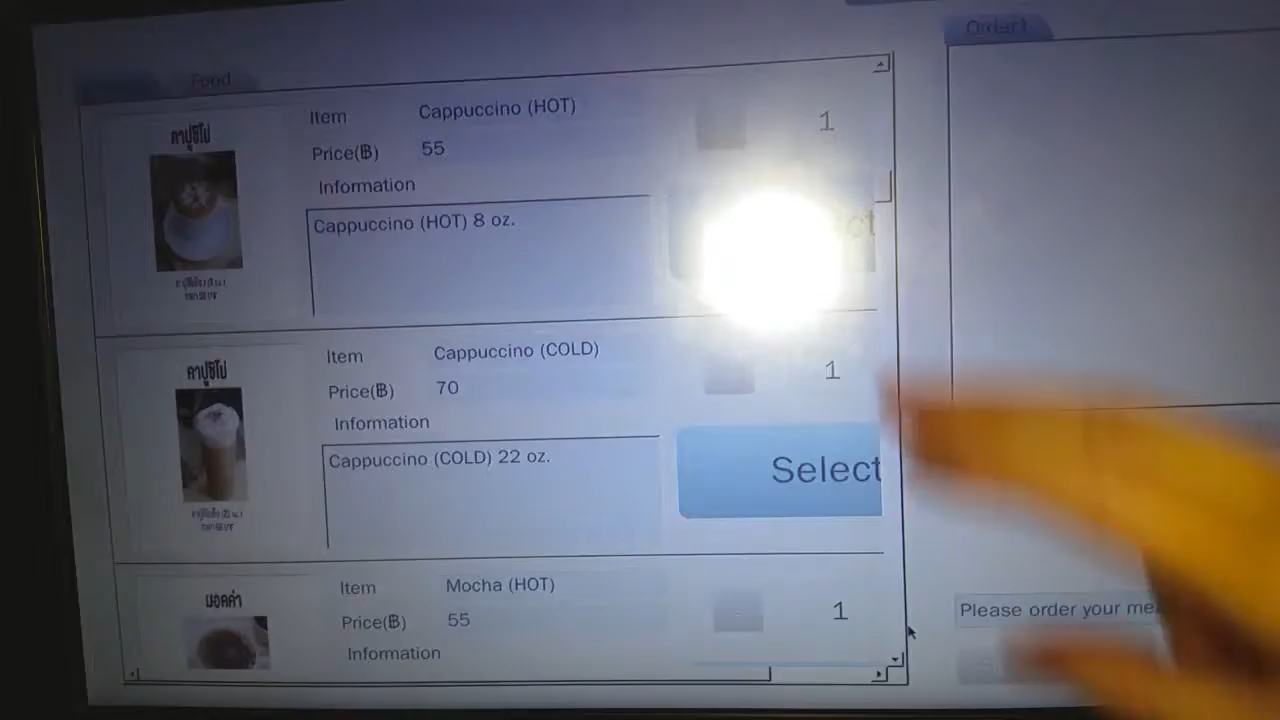 Order1
Food
คาปูชิโน่
Item Cappuccino (HOT) 1
Price(฿) 55
Information
Cappuccino (HOT) 8 oz.
คาปูชิโน่
Item Cappuccino (COLD) 1
Price(฿) 70
Information
Cappuccino (COLD) 22 oz.
Select
มอคค่า
Item Mocha (HOT) 1
Price(฿) 55
Information
Please order your me